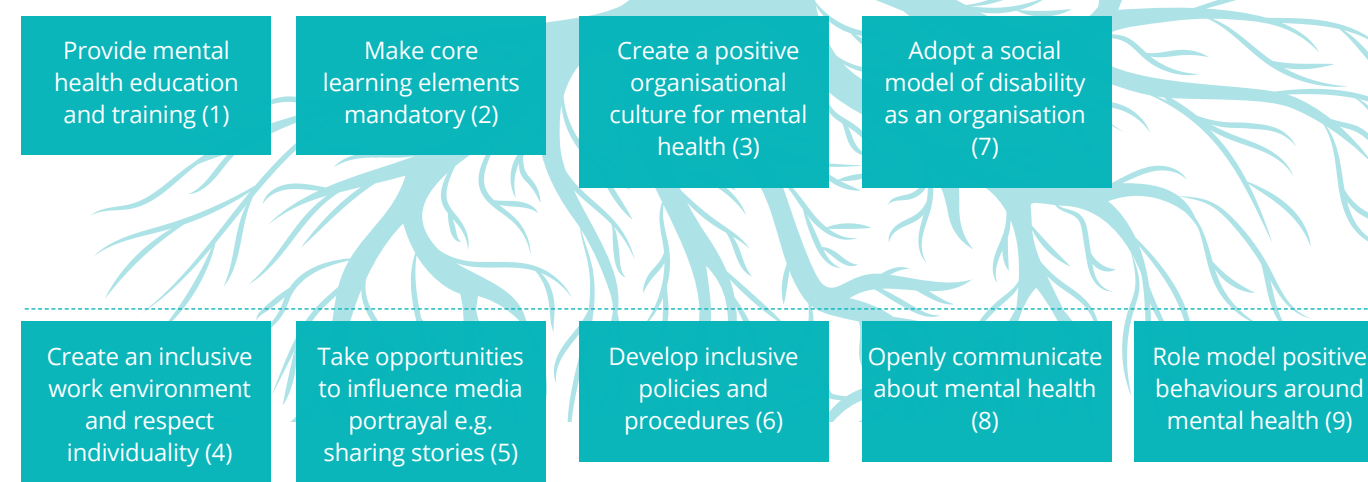 Provide mental
health education
and training (1)
Make core
learning elements
mandatory (2)
Create a positive
organisational
culture for mental
health (3)
Adopt a social
model of disability
as an organisation
(7)
Create an inclusive
work environment
and respect
individuality (4)
Take opportunities
to influence media
portrayal e.g.
sharing stories (5)
Develop inclusive
policies and
procedures (6)
Openly communicate
about mental health
(8)
Role model positive
behaviours around
mental health (9)